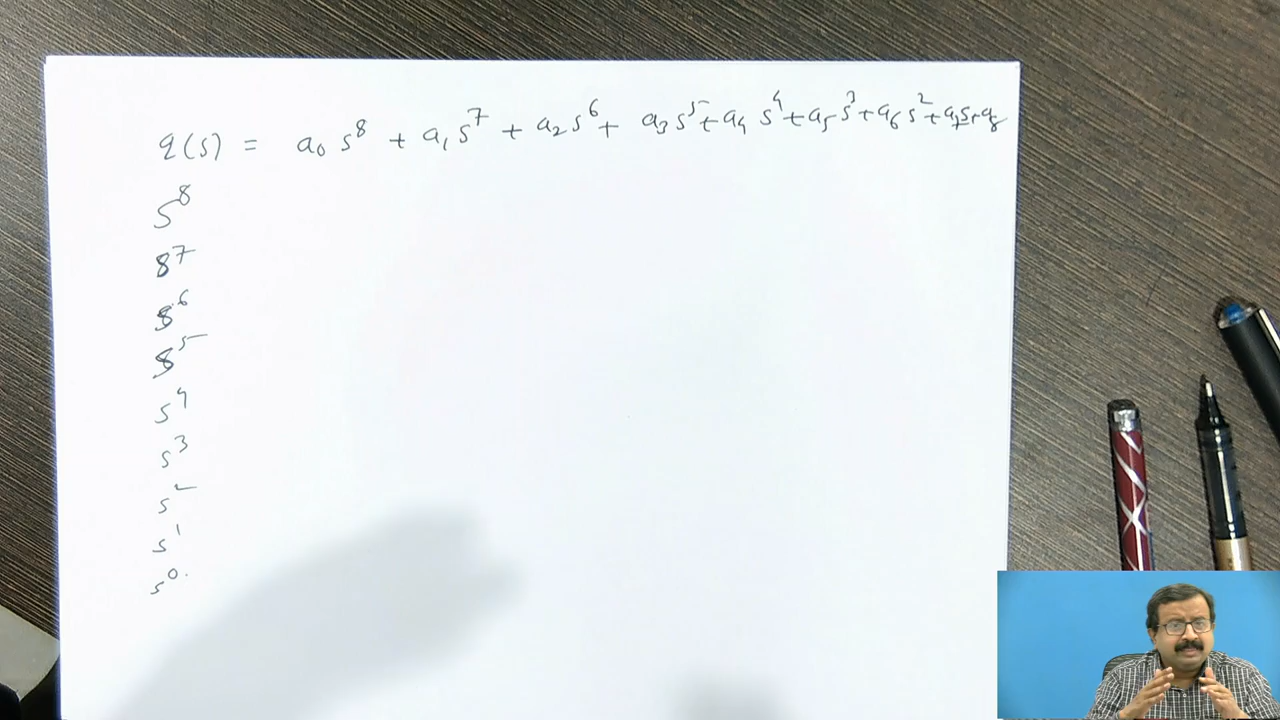 q(s) = a₀ s⁸ + a₁ s⁷ + a₂ s⁶ + a₃ s⁵ + a₄ s⁴ + a₅ s³ + a₆ s² + a₇ s + a₈
s⁸
s⁷
s⁶
s⁵
s⁴
s³
s²
s¹
s⁰